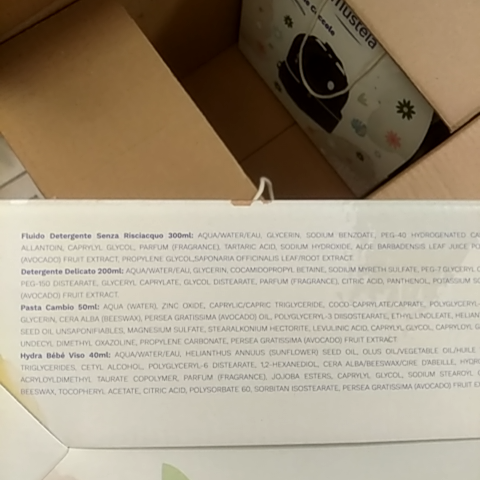 mustela
Fluido Detergente Senza Risciacquo 300ml: AQUA/WATER/EAU, GLYCERIN, SODIUM BENZOATE, PEG-40 HYDROGENATED
ALLANTOIN, CAPRYLYL GLYCOL, PARFUM (FRAGRANCE), TARTARIC ACID, SODIUM HYDROXIDE, ALOE BARBADENSIS LEAF JUICE
(AVOCADO) FRUIT EXTRACT, PROPYLENE GLYCOL, SAPONARIA OFFICINALIS LEAF/ROOT EXTRACT.
Detergente Delicato 200ml: AQUA/WATER/EAU, GLYCERIN, COCAMIDOPROPYL BETAINE, SODIUM MYRETH SULFATE, PEG-7 GLYCERYL
PEG-150 DISTEARATE, GLYCERYL CAPRYLATE, GLYCOL DISTEARATE, PARFUM (FRAGRANCE), CITRIC ACID, PANTHENOL, POTASSIUM
(AVOCADO) FRUIT EXTRACT.
Pasta Cambio 50ml: AQUA (WATER), ZINC OXIDE, CAPRYLIC/CAPRIC TRIGLYCERIDE, COCO-CAPRYLATE/CAPRATE, POLYGLYCERYL-
GLYCERIN, CERA ALBA (BEESWAX), PERSEA GRATISSIMA (AVOCADO) OIL, POLYGLYCERYL-3 DIISOSTEARATE, ETHYL LINOLEATE,
SEED OIL UNSAPONIFIABLES, MAGNESIUM SULFATE, STEARALKONIUM HECTORITE, LEVULINIC ACID, CAPRYLYL GLYCOL,
UNDECYL DIMETHYL OXAZOLINE, PROPYLENE CARBONATE, PERSEA GRATISSIMA (AVOCADO) FRUIT EXTRACT.
Hydra Bébé Viso 40ml: AQUA/WATER/EAU, HELIANTHUS ANNUUS (SUNFLOWER) SEED OIL, OLUS OIL/VEGETABLE OIL/HUILE
TRIGLYCERIDES, CETYL ALCOHOL, POLYGLYCERYL-6 DISTEARATE, 1,2-HEXANEDIOL, CERA ALBA/BEESWAX/CIRE D'ABEILLE,
ACRYLOYLDIMETHYL TAURATE COPOLYMER, PARFUM (FRAGRANCE), JOJOBA ESTERS, CAPRYLYL GLYCOL, SODIUM STEAROYL
BEESWAX, TOCOPHERYL ACETATE, CITRIC ACID, POLYSORBATE 60, SORBITAN ISOSTEARATE, PERSEA GRATISSIMA (AVOCADO) FRUIT